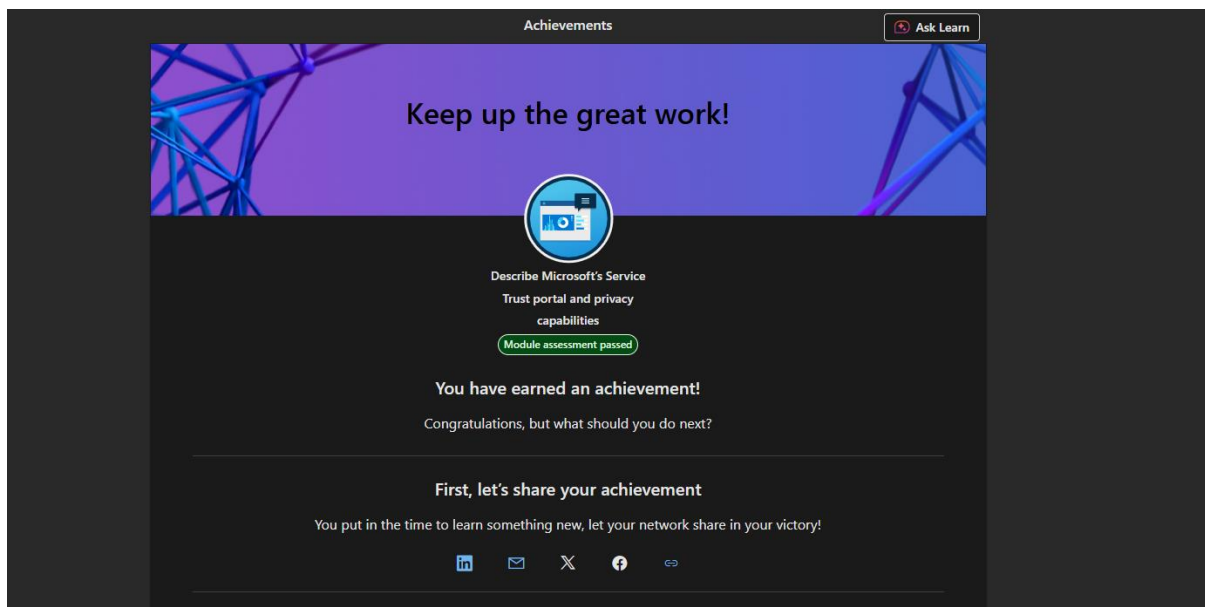 Achievements
Ask Learn
Keep up the great work!
Describe Microsoft's Service
Trust portal and privacy
capabilities
Module assessment passed
You have earned an achievement!
Congratulations, but what should you do next?
First, let's share your achievement
You put in the time to learn something new, let your network share in your victory!